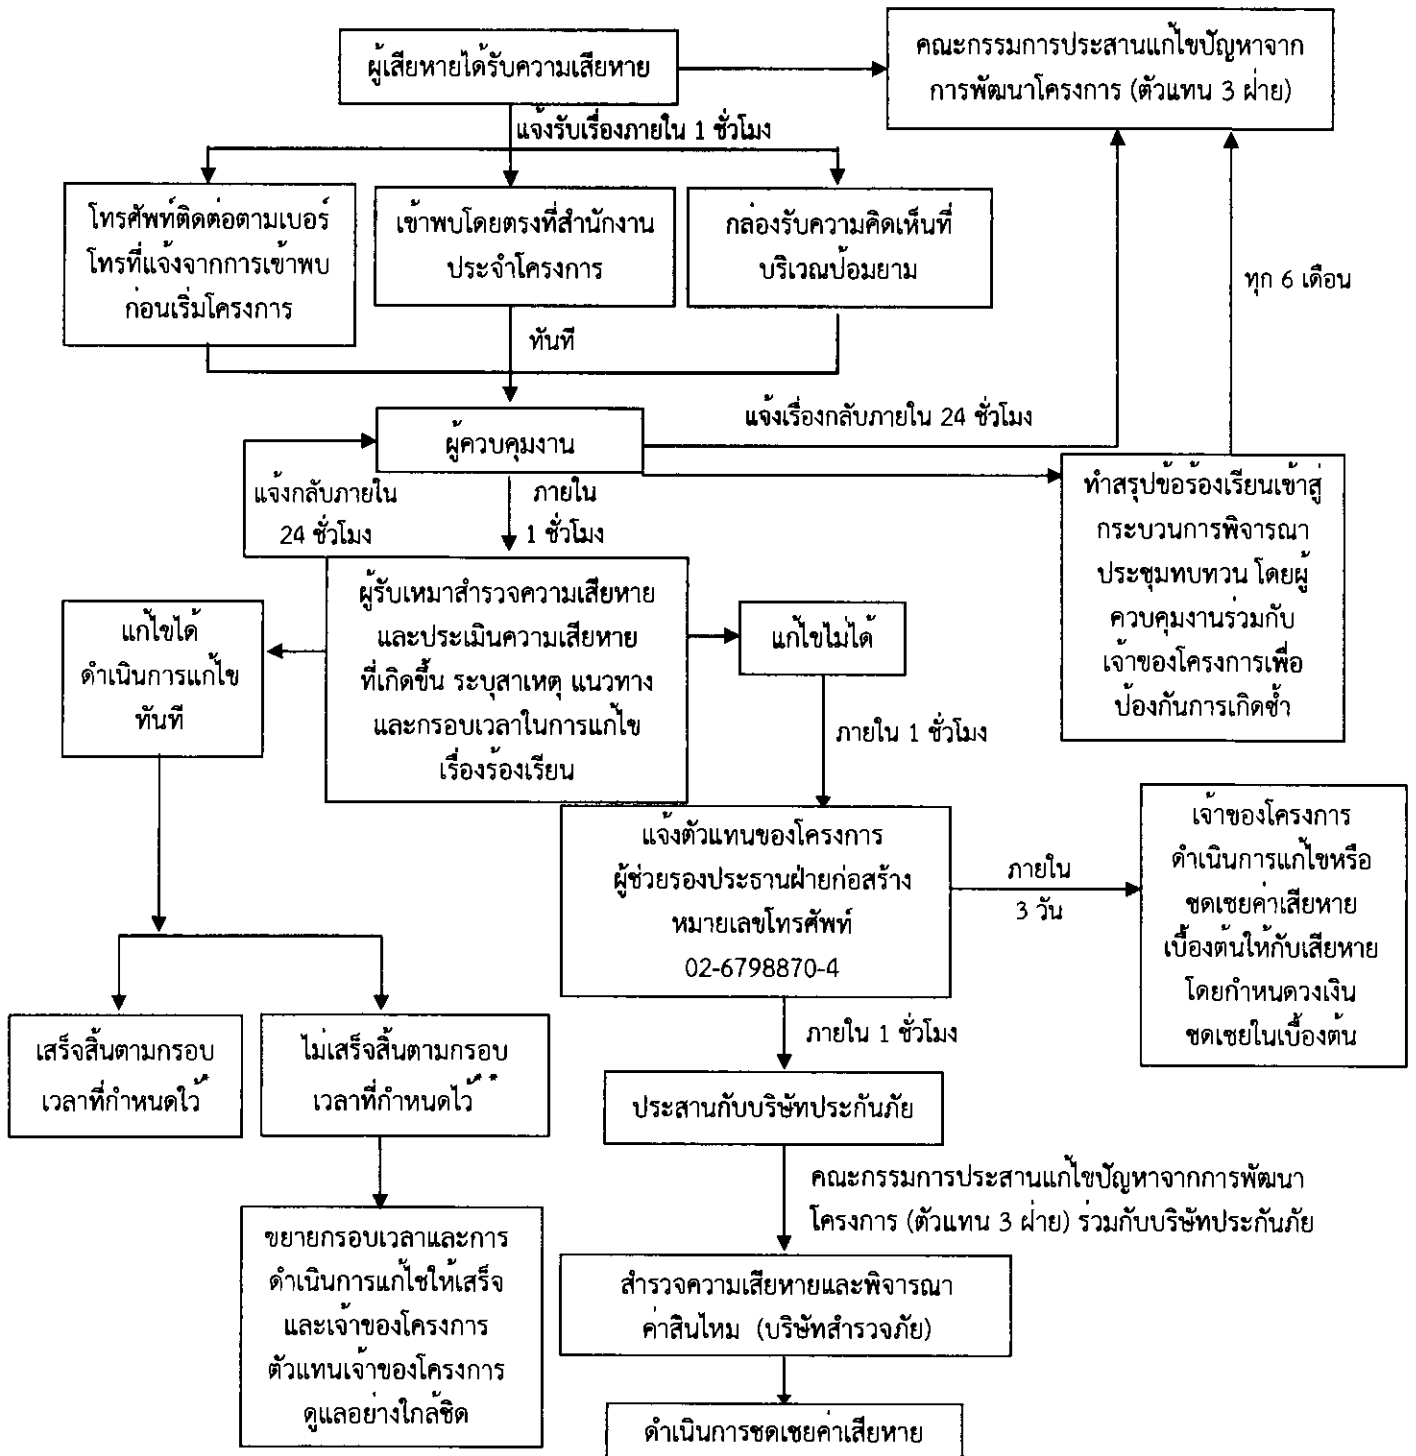 ผู้เสียหายได้รับความเสียหาย
คณะกรรมการประสานแก้ไขปัญหาจาก
การพัฒนาโครงการ (ตัวแทน 3 ฝ่าย)
แจ้งรับเรื่องภายใน 1 ชั่วโมง
โทรศัพท์ติดต่อตามเบอร์
โทรที่แจ้งจากการเข้าพบ
ก่อนเริ่มโครงการ
เข้าพบโดยตรงที่สำนักงาน
ประจำโครงการ
กล่องรับความคิดเห็นที่
บริเวณป้อมยาม
ทุก 6 เดือน
ทันที
ผู้ควบคุมงาน
แจ้งเรื่องกลับภายใน 24 ชั่วโมง
แจ้งกลับภายใน
24 ชั่วโมง
ภายใน
1 ชั่วโมง
ทำสรุปข้อร้องเรียนเข้าสู่
กระบวนการพิจารณา
ประชุมทบทวน โดยผู้
ควบคุมงานร่วมกับ
เจ้าของโครงการเพื่อ
ป้องกันการเกิดซ้ำ
แก้ไขได้
ดำเนินการแก้ไข
ทันที
ผู้รับเหมาสำรวจความเสียหาย
และประเมินความเสียหาย
ที่เกิดขึ้น ระบุสาเหตุ แนวทาง
และกรอบเวลาในการแก้ไข
เรื่องร้องเรียน
แก้ไขไม่ได้
ภายใน 1 ชั่วโมง
แจ้งตัวแทนของโครงการ
ผู้ช่วยรองประธานฝ่ายก่อสร้าง
หมายเลขโทรศัพท์
02-6798870-4
ภายใน
3 วัน
เจ้าของโครงการ
ดำเนินการแก้ไขหรือ
ชดเชยค่าเสียหาย
เบื้องต้นให้กับเสียหาย
โดยกำหนดวงเงิน
ชดเชยในเบื้องต้น
เสร็จสิ้นตามกรอบ
เวลาที่กำหนดใว้*
ไม่เสร็จสิ้นตามกรอบ
เวลาที่กำหนดไว้**
ภายใน 1 ชั่วโมง
ประสานกับบริษัทประกันภัย
คณะกรรมการประสานแก้ไขปัญหาจากการพัฒนา
โครงการ (ตัวแทน 3 ฝ่าย) ร่วมกับบริษัทประกันภัย
ขยายกรอบเวลาและการ
ดำเนินการแก้ไชให้เสร็จ
และเจ้าของโครงการ
ตัวแทนเจ้าของโครงการ
ดูแลอย่างใกล้ชิด
สำรวจความเสียหายและพิจารณา
ค่าสินไหม (บริษัทสำรวจภัย)
ดำเนินการชดเชยค่าเสียหาย